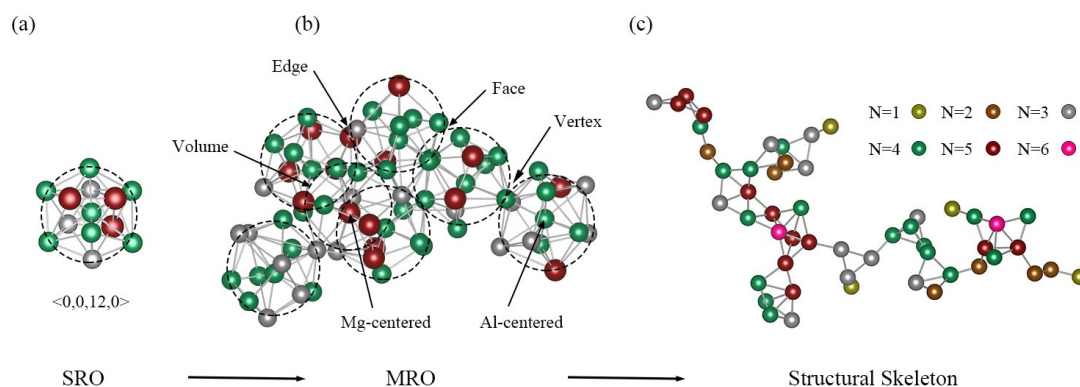 (a)
(b)
(c)
Edge
Face
Vertex
Volume
N=1 N=2 N=3
N=4 N=5 N=6
<0,0,12,0>
Mg-centered
Al-centered
SRO
MRO
Structural Skeleton